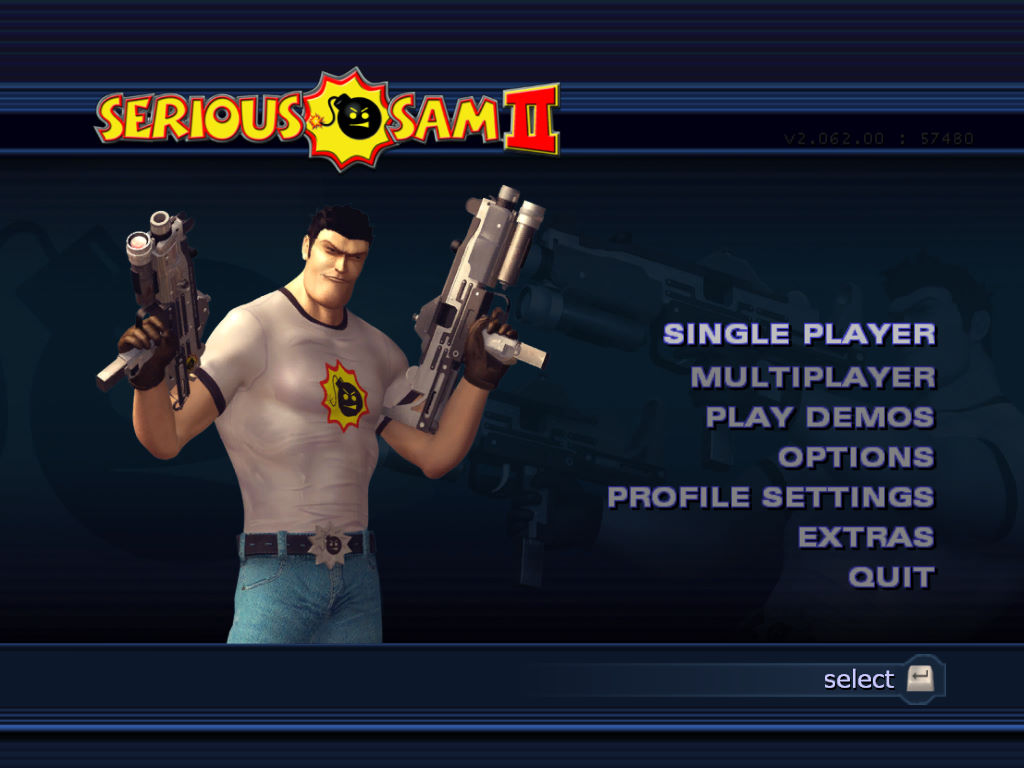 SERIOUS SAM II
v2.062.00 : 57480
SINGLE PLAYER
MULTIPLAYER
PLAY DEMOS
OPTIONS
PROFILE SETTINGS
EXTRAS
QUIT
select